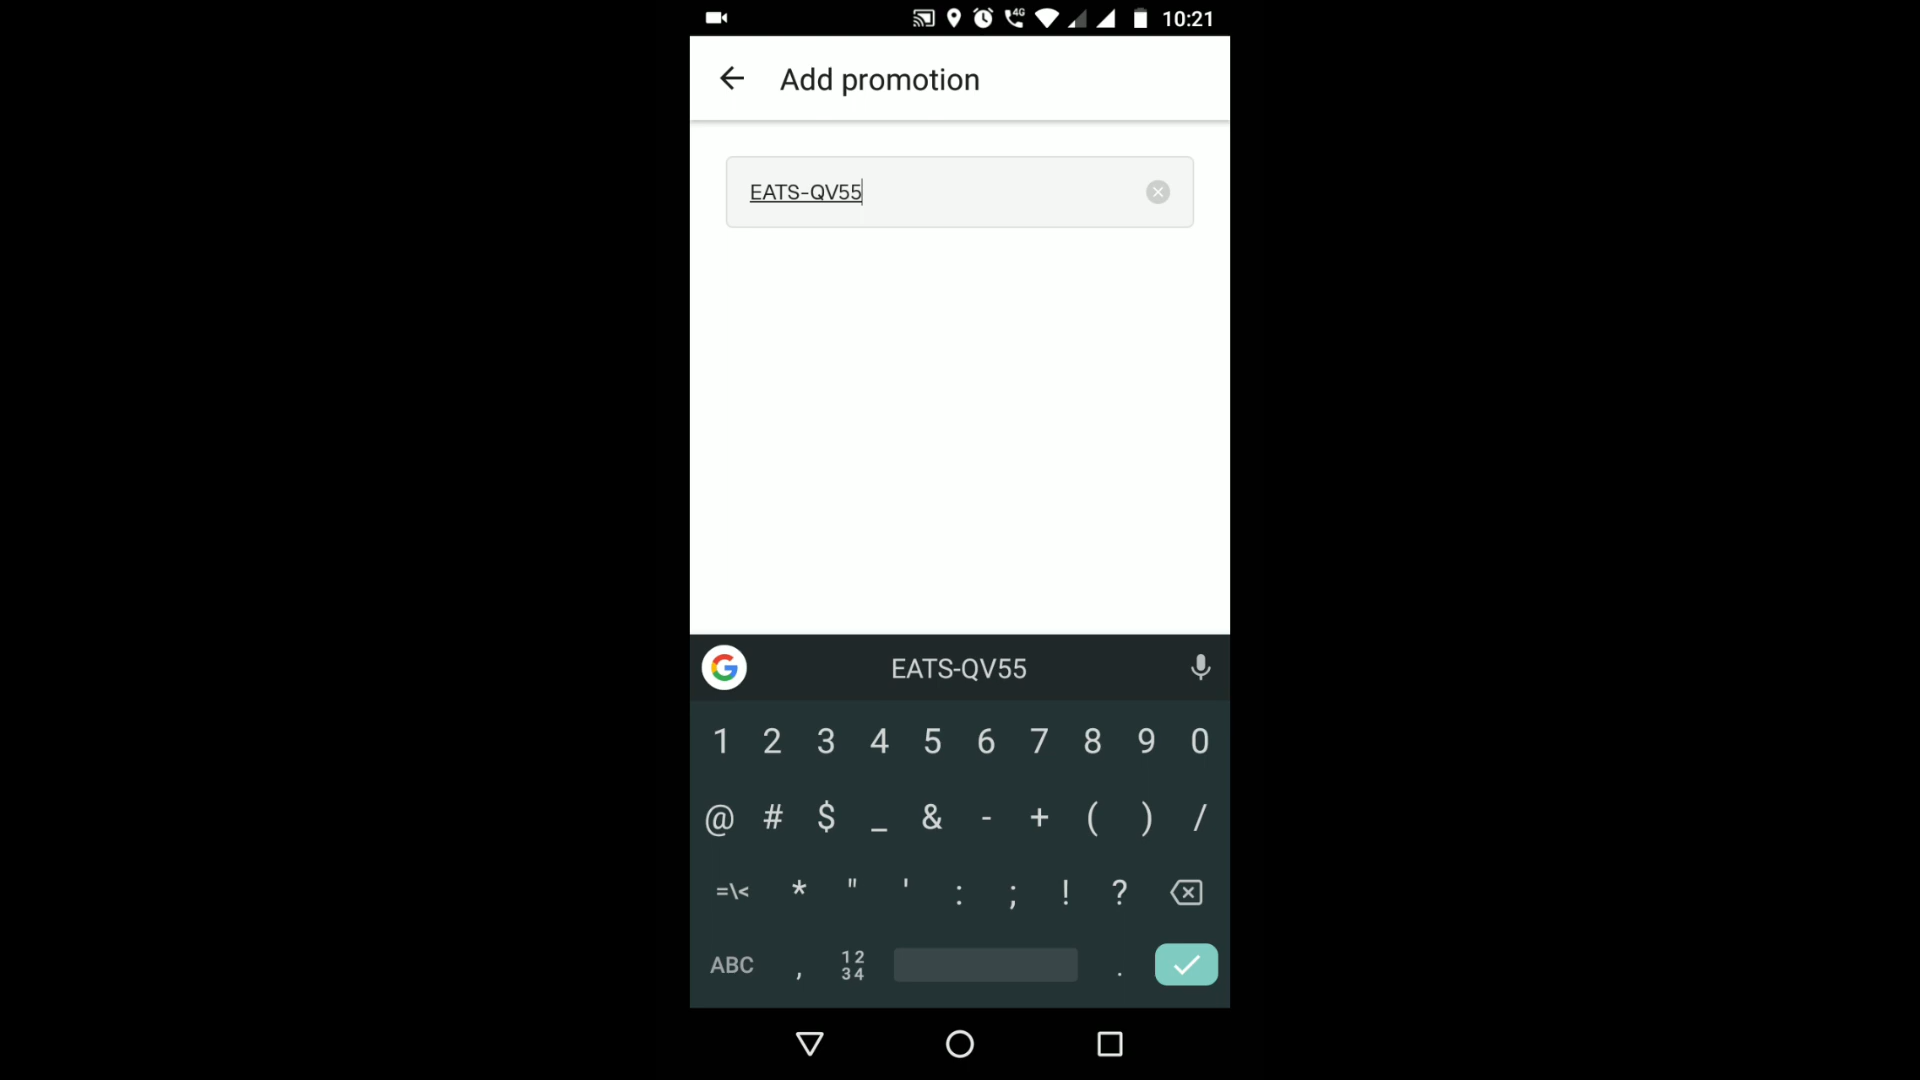 4G 10:21
Add promotion
EATS-QV55
G EATS-QV55
1 2 3 4 5 6 7 8 9 0
@ # $ _ & - + ( ) /
=\< * " ' : ; ! ?
ABC , 12 34 .